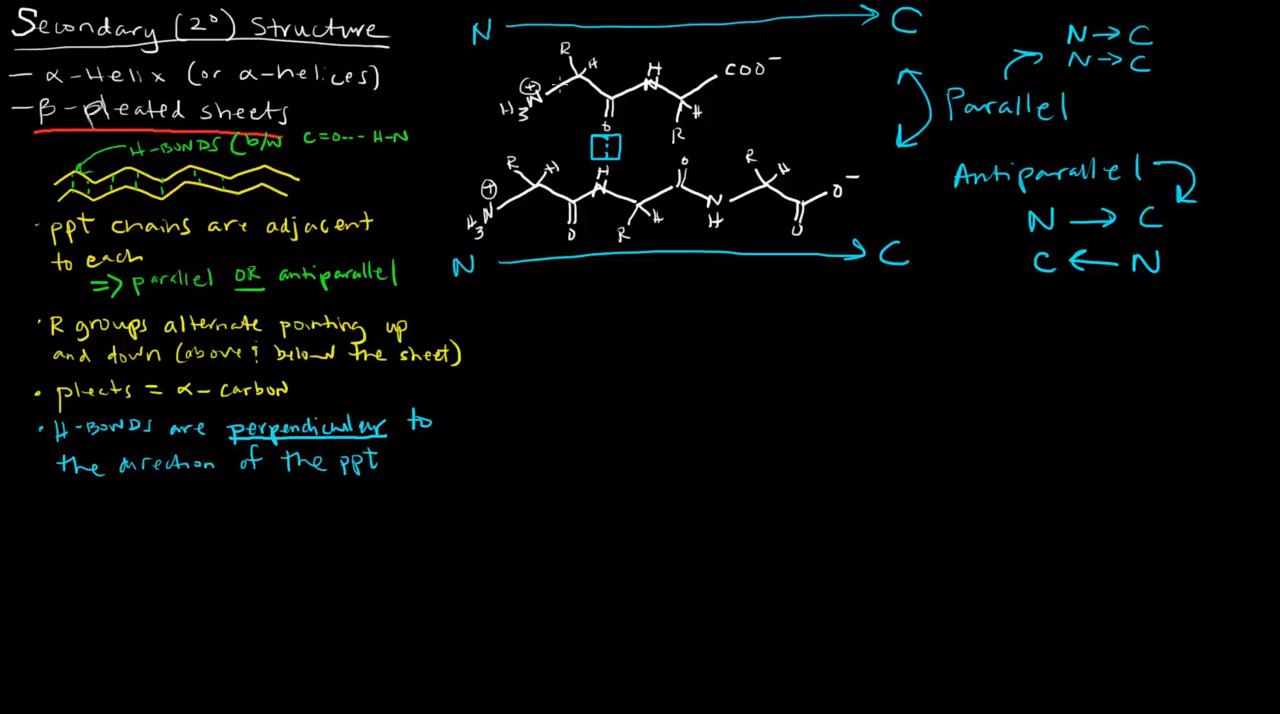 Secondary (2°) Structure
- α-Helix (or α-helices)
- β-pleated sheets
H-BONDS (b/w C=O--- H-N
· ppt chains are adjacent
to each
=> parallel OR antiparallel
· R groups alternate pointing up
and down (above & below the sheet)
· pleats = α-carbon
· H-BONDS are perpendicular to
the direction of the ppt
N → C
R
H
H
COO⁻
⊕
H₃N
N
O
H
R
R
H
H
O
R
H
O⁻
⊕
H₃N
N
O
R
H
N
H
O
N → C
N → C
N → C
Parallel
Antiparallel
N → C
C ← N